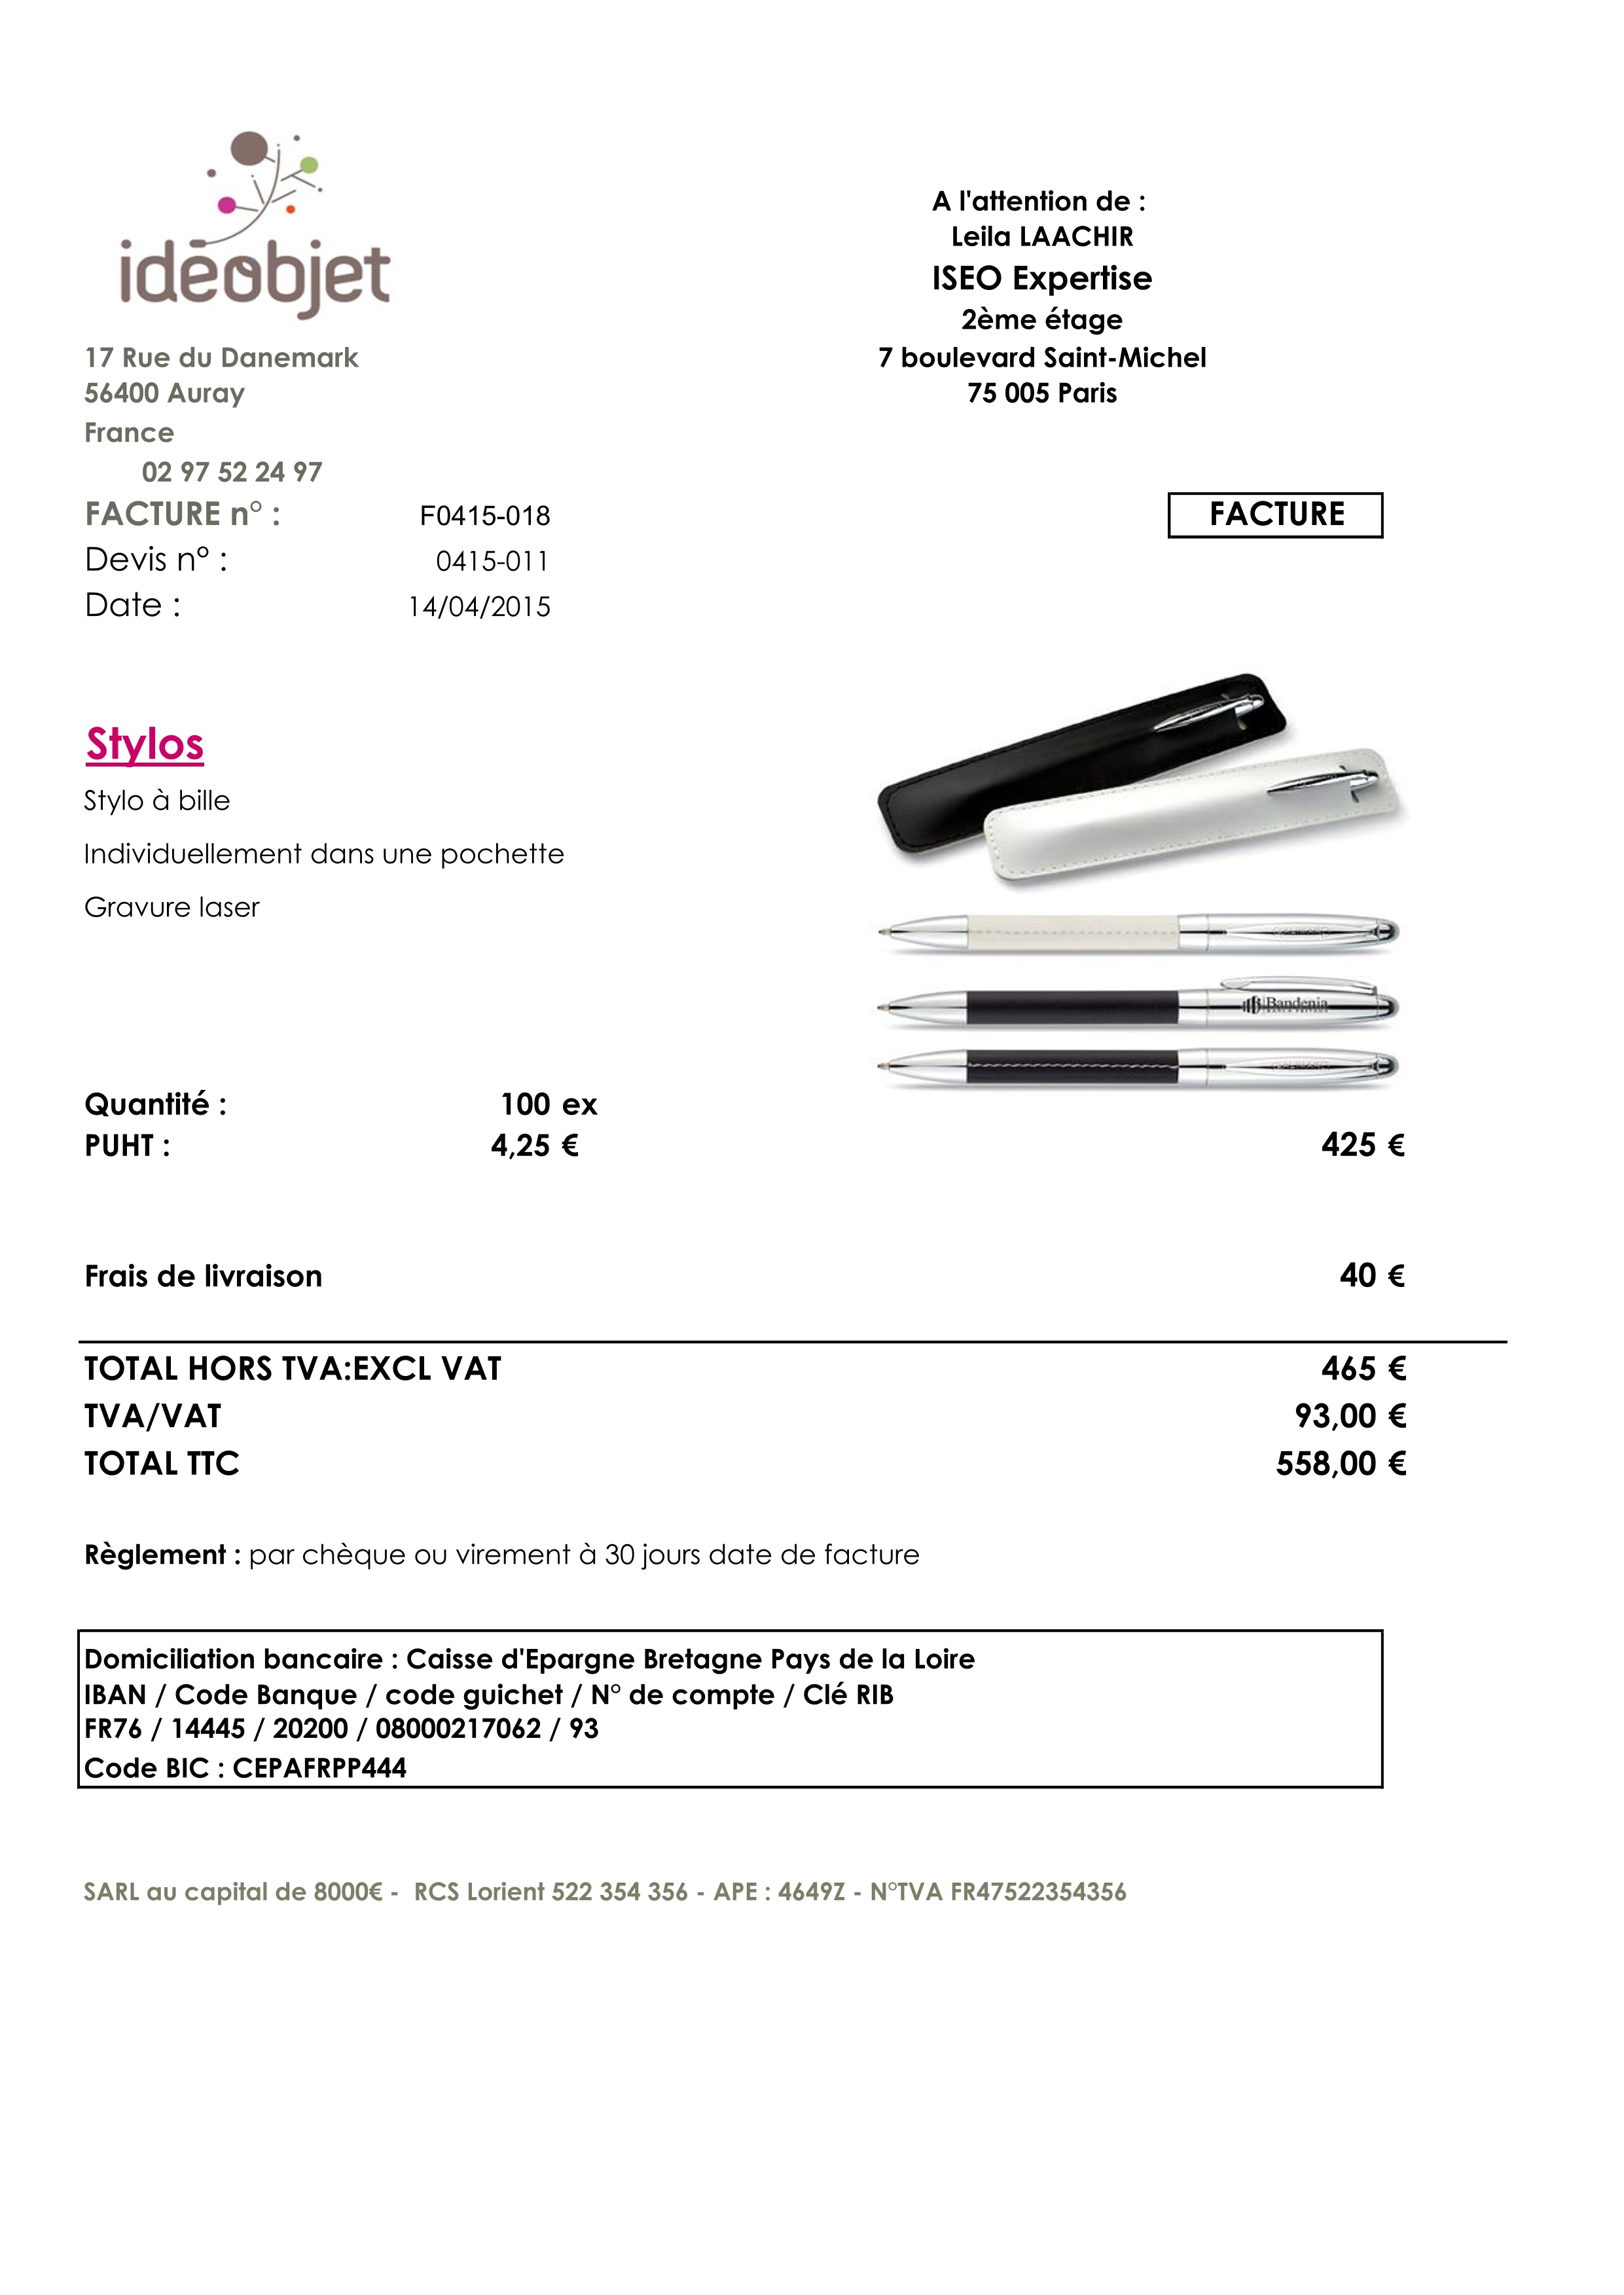 idéobjet
A l'attention de :
Leila LAACHIR
ISEO Expertise
2ème étage
7 boulevard Saint-Michel
75 005 Paris
17 Rue du Danemark
56400 Auray
France
02 97 52 24 97
FACTURE n° : F0415-018
FACTURE
Devis n° : 0415-011
Date : 14/04/2015
Stylos
Stylo à bille
Individuellement dans une pochette
Gravure laser
Bandenia
BANCA PRIVADA
Quantité : 100 ex
PUHT : 4,25 € 425 €
Frais de livraison 40 €
TOTAL HORS TVA:EXCL VAT 465 €
TVA/VAT 93,00 €
TOTAL TTC 558,00 €
Règlement : par chèque ou virement à 30 jours date de facture
Domiciliation bancaire : Caisse d'Epargne Bretagne Pays de la Loire
IBAN / Code Banque / code guichet / N° de compte / Clé RIB
FR76 / 14445 / 20200 / 08000217062 / 93
Code BIC : CEPAFRPP444
SARL au capital de 8000€ - RCS Lorient 522 354 356 - APE : 4649Z - N°TVA FR47522354356